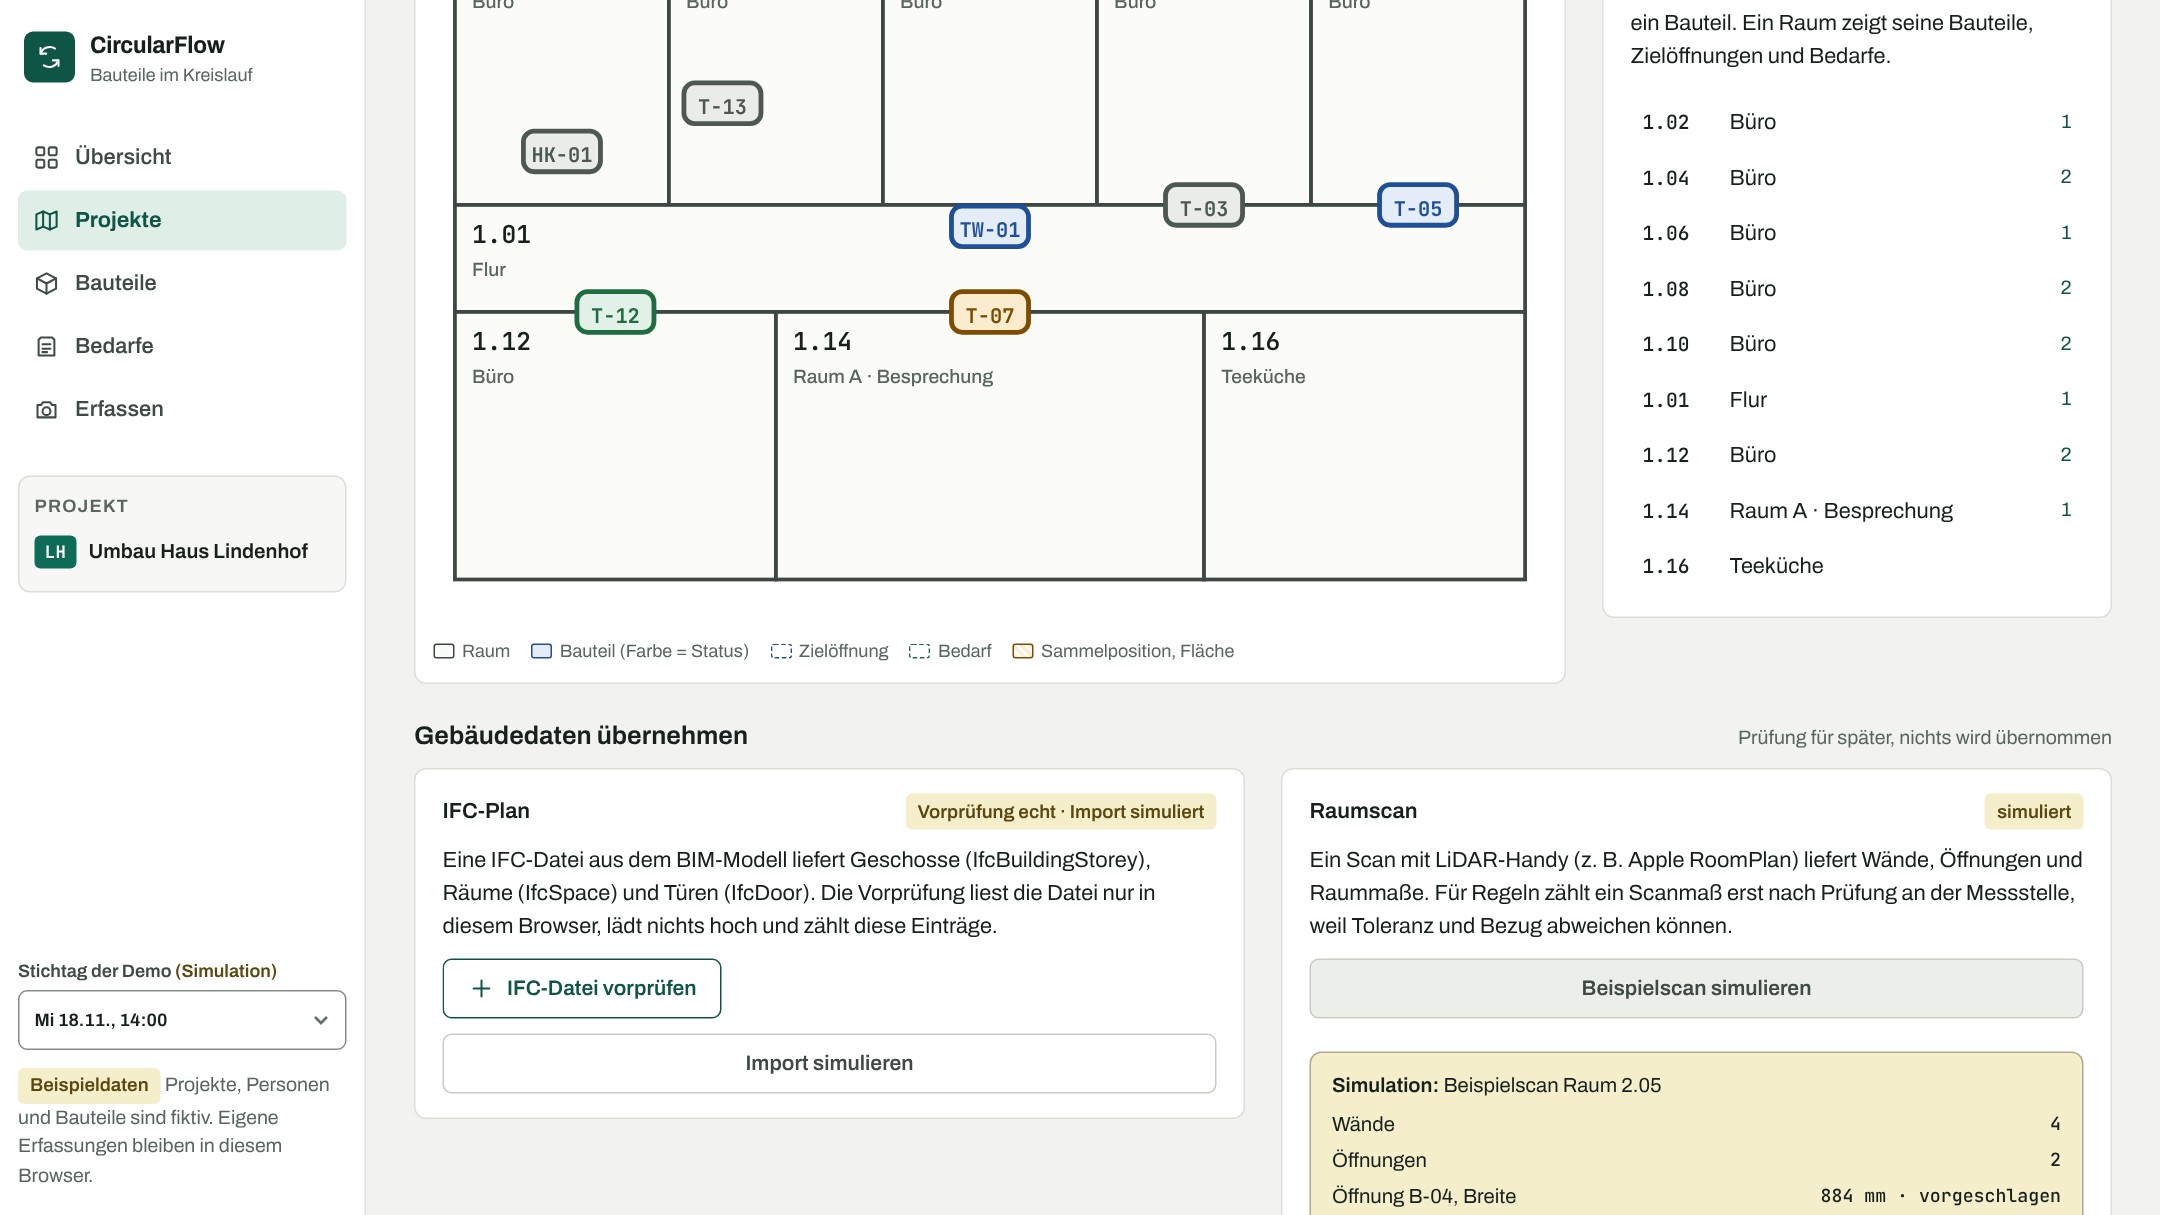 CircularFlow
Bauteile im Kreislauf
Übersicht
Projekte
Bauteile
Bedarfe
Erfassen
PROJEKT
LH Umbau Haus Lindenhof
Stichtag der Demo (Simulation)
Mi 18.11., 14:00
Beispieldaten Projekte, Personen
und Bauteile sind fiktiv. Eigene
Erfassungen bleiben in diesem
Browser.
Büro Büro Büro Büro Büro
T-13
HK-01
T-03 T-05
TW-01
1.01
Flur
T-12 T-07
1.12 1.14 1.16
Büro Raum A · Besprechung Teeküche
Raum Bauteil (Farbe = Status) Zielöffnung Bedarf Sammelposition, Fläche
ein Bauteil. Ein Raum zeigt seine Bauteile,
Zielöffnungen und Bedarfe.
1.02 Büro 1
1.04 Büro 2
1.06 Büro 1
1.08 Büro 2
1.10 Büro 2
1.01 Flur 1
1.12 Büro 2
1.14 Raum A · Besprechung 1
1.16 Teeküche
Gebäudedaten übernehmen
Prüfung für später, nichts wird übernommen
IFC-Plan
Vorprüfung echt · Import simuliert
Eine IFC-Datei aus dem BIM-Modell liefert Geschosse (IfcBuildingStorey),
Räume (IfcSpace) und Türen (IfcDoor). Die Vorprüfung liest die Datei nur in
diesem Browser, lädt nichts hoch und zählt diese Einträge.
IFC-Datei vorprüfen
Import simulieren
Raumscan
simuliert
Ein Scan mit LiDAR-Handy (z. B. Apple RoomPlan) liefert Wände, Öffnungen und
Raummaße. Für Regeln zählt ein Scanmaß erst nach Prüfung an der Messstelle,
weil Toleranz und Bezug abweichen können.
Beispielscan simulieren
Simulation: Beispielscan Raum 2.05
Wände 4
Öffnungen 2
Öffnung B-04, Breite 884 mm · vorgeschlagen